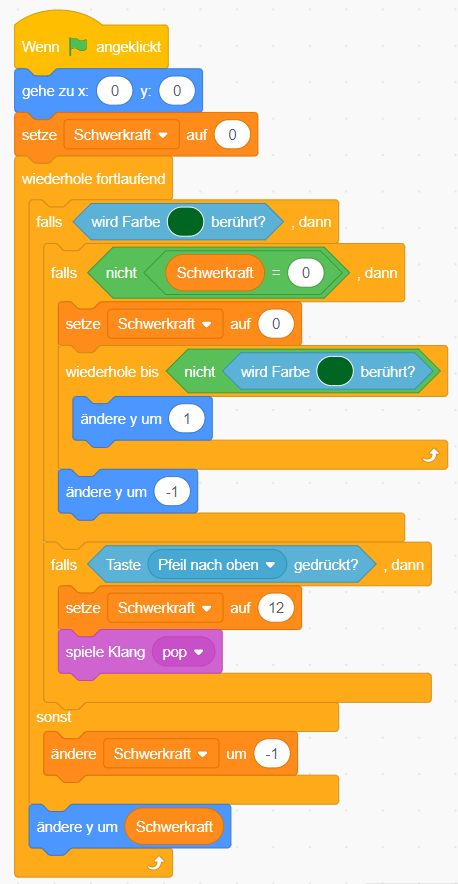 Wenn angeklickt
gehe zu x: 0 y: 0
setze Schwerkraft auf 0
wiederhole fortlaufend
falls wird Farbe berührt? , dann
falls nicht Schwerkraft = 0 , dann
setze Schwerkraft auf 0
wiederhole bis nicht wird Farbe berührt?
ändere y um 1
ändere y um -1
falls Taste Pfeil nach oben gedrückt? , dann
setze Schwerkraft auf 12
spiele Klang pop
sonst
ändere Schwerkraft um -1
ändere y um Schwerkraft